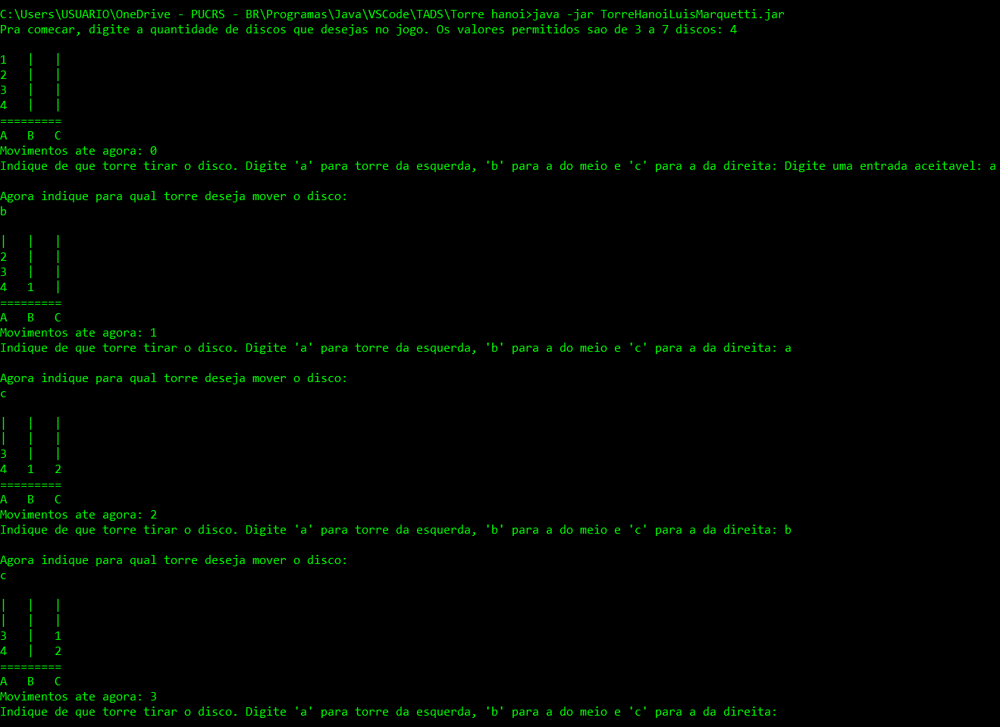 C:\Users\USUARIO\OneDrive - PUCRS - BR\Programas\Java\VSCode\TADS\Torre hanoi>java -jar TorreHanoiLuisMarquetti.jar
Pra comecar, digite a quantidade de discos que desejas no jogo. Os valores permitidos sao de 3 a 7 discos: 4
1   |   |
2   |   |
3   |   |
4   |   |
=========
A   B   C
Movimentos ate agora: 0
Indique de que torre tirar o disco. Digite 'a' para torre da esquerda, 'b' para a do meio e 'c' para a da direita: Digite uma entrada aceitavel: a
Agora indique para qual torre deseja mover o disco:
b
|   |   |
2   |   |
3   |   |
4   1   |
=========
A   B   C
Movimentos ate agora: 1
Indique de que torre tirar o disco. Digite 'a' para torre da esquerda, 'b' para a do meio e 'c' para a da direita: a
Agora indique para qual torre deseja mover o disco:
c
|   |   |
|   |   |
3   |   |
4   1   2
=========
A   B   C
Movimentos ate agora: 2
Indique de que torre tirar o disco. Digite 'a' para torre da esquerda, 'b' para a do meio e 'c' para a da direita: b
Agora indique para qual torre deseja mover o disco:
c
|   |   |
|   |   |
3   |   1
4   |   2
=========
A   B   C
Movimentos ate agora: 3
Indique de que torre tirar o disco. Digite 'a' para torre da esquerda, 'b' para a do meio e 'c' para a da direita: